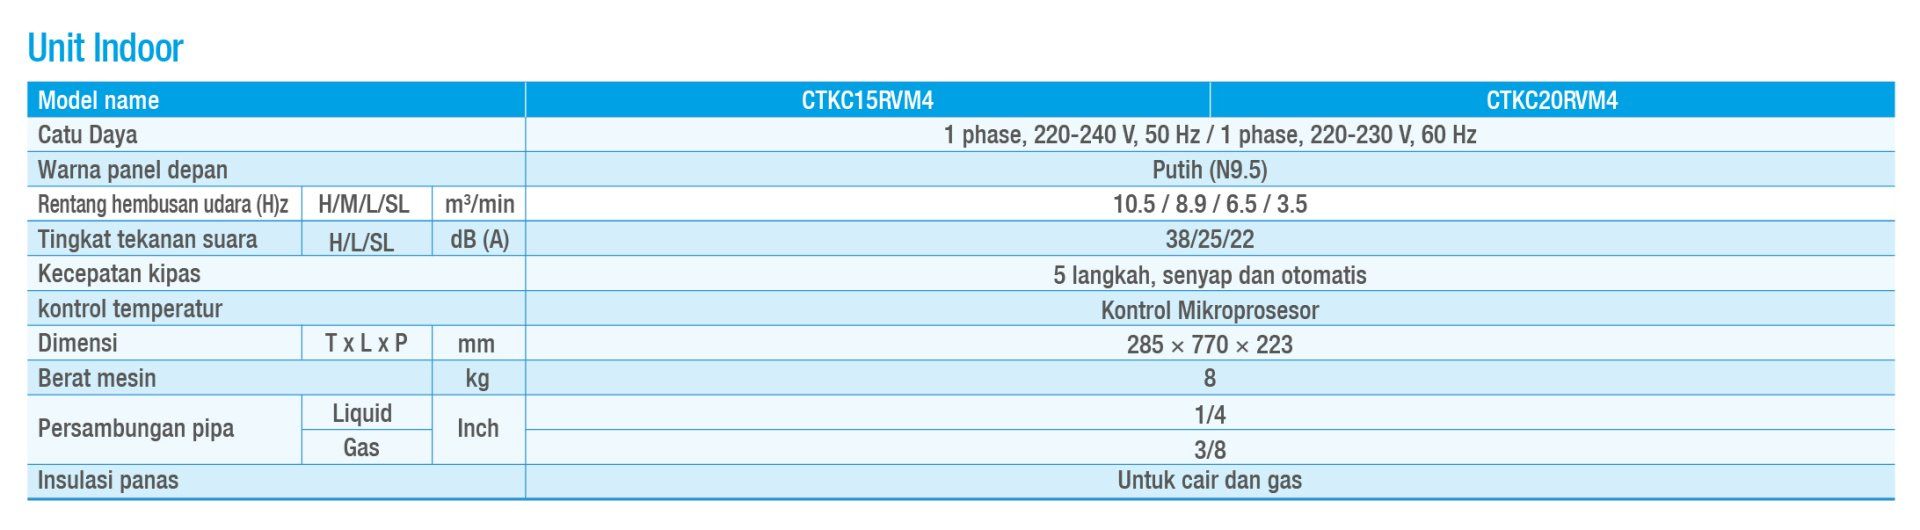 Unit Indoor
Model name CTKC15RVM4 CTKC20RVM4
Catu Daya 1 phase, 220-240 V, 50 Hz / 1 phase, 220-230 V, 60 Hz
Warna panel depan Putih (N9.5)
Rentang hembusan udara (H)z H/M/L/SL m³/min 10.5 / 8.9 / 6.5 / 3.5
Tingkat tekanan suara H/L/SL dB (A) 38/25/22
Kecepatan kipas 5 langkah, senyap dan otomatis
kontrol temperatur Kontrol Mikroprosesor
Dimensi T x L x P mm 285 × 770 × 223
Berat mesin kg 8
Persambungan pipa Liquid Inch 1/4
Gas 3/8
Insulasi panas Untuk cair dan gas